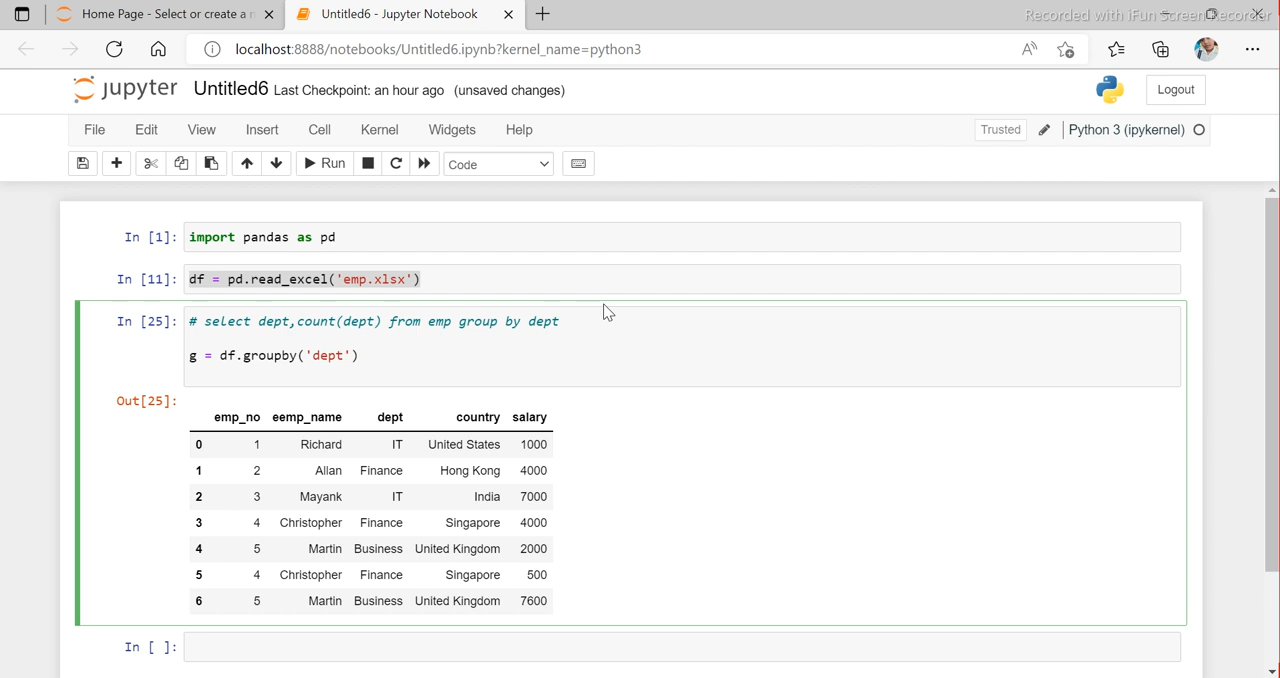 Home Page - Select or create a n
Untitled6 - Jupyter Notebook
Recorded with iFun Screen Recorder
localhost:8888/notebooks/Untitled6.ipynb?kernel_name=python3
jupyter Untitled6 Last Checkpoint: an hour ago (unsaved changes)
Logout
File Edit View Insert Cell Kernel Widgets Help
Trusted
Python 3 (ipykernel)
Run
Code
In [1]: import pandas as pd
In [11]: df = pd.read_excel('emp.xlsx')
In [25]: # select dept,count(dept) from emp group by dept
g = df.groupby('dept')
Out[25]:
emp_no eemp_name dept country salary
0 1 Richard IT United States 1000
1 2 Allan Finance Hong Kong 4000
2 3 Mayank IT India 7000
3 4 Christopher Finance Singapore 4000
4 5 Martin Business United Kingdom 2000
5 4 Christopher Finance Singapore 500
6 5 Martin Business United Kingdom 7600
In [ ]: